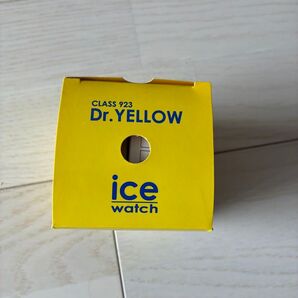 CLASS 923
Dr.YELLOW
ice
watch